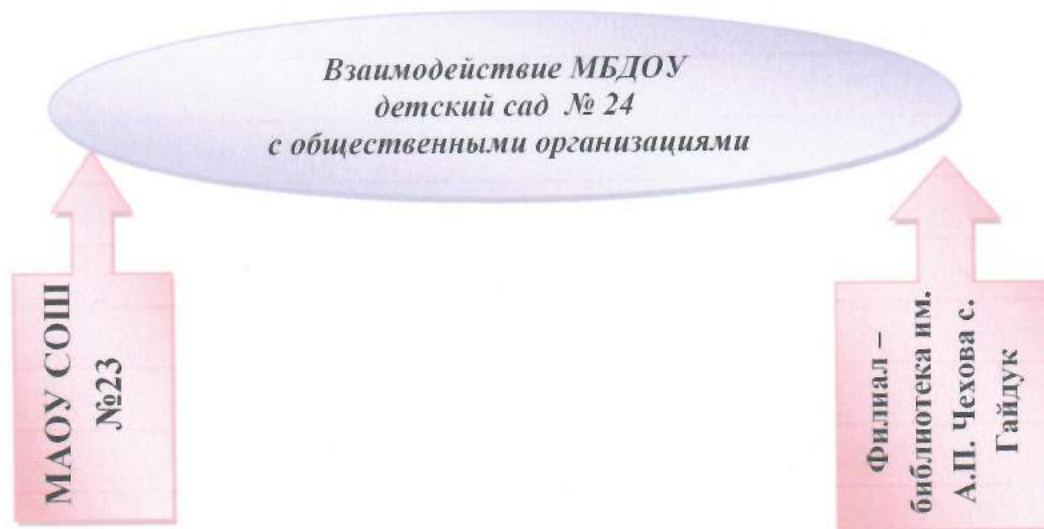 Взаимодействие МБДОУ
детский сад № 24
с общественными организациями
МАОУ СОШ
№23
Филиал –
библиотека им.
А.П. Чехова с.
Гайдук